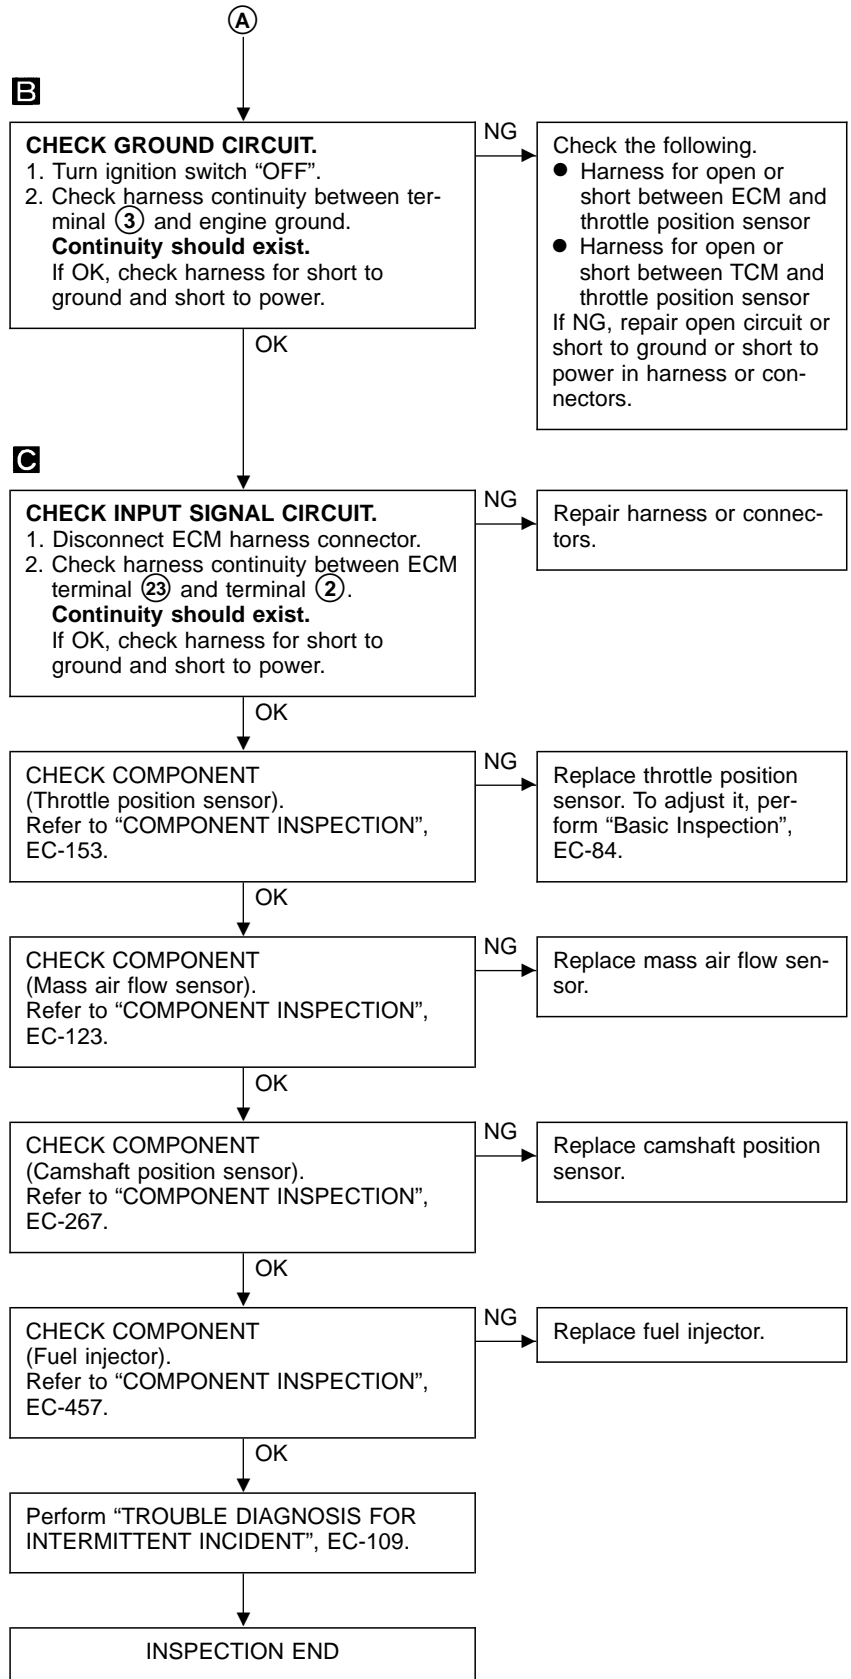 A
B
CHECK GROUND CIRCUIT.
1. Turn ignition switch “OFF”.
2. Check harness continuity between ter-
minal ③ and engine ground.
Continuity should exist.
If OK, check harness for short to
ground and short to power.
NG
Check the following.
● Harness for open or
short between ECM and
throttle position sensor
● Harness for open or
short between TCM and
throttle position sensor
If NG, repair open circuit or
short to ground or short to
power in harness or con-
nectors.
OK
C
CHECK INPUT SIGNAL CIRCUIT.
1. Disconnect ECM harness connector.
2. Check harness continuity between ECM
terminal ㉓ and terminal ②.
Continuity should exist.
If OK, check harness for short to
ground and short to power.
NG
Repair harness or connec-
tors.
OK
CHECK COMPONENT
(Throttle position sensor).
Refer to “COMPONENT INSPECTION”,
EC-153.
NG
Replace throttle position
sensor. To adjust it, per-
form “Basic Inspection”,
EC-84.
OK
CHECK COMPONENT
(Mass air flow sensor).
Refer to “COMPONENT INSPECTION”,
EC-123.
NG
Replace mass air flow sen-
sor.
OK
CHECK COMPONENT
(Camshaft position sensor).
Refer to “COMPONENT INSPECTION”,
EC-267.
NG
Replace camshaft position
sensor.
OK
CHECK COMPONENT
(Fuel injector).
Refer to “COMPONENT INSPECTION”,
EC-457.
NG
Replace fuel injector.
OK
Perform “TROUBLE DIAGNOSIS FOR
INTERMITTENT INCIDENT”, EC-109.
INSPECTION END